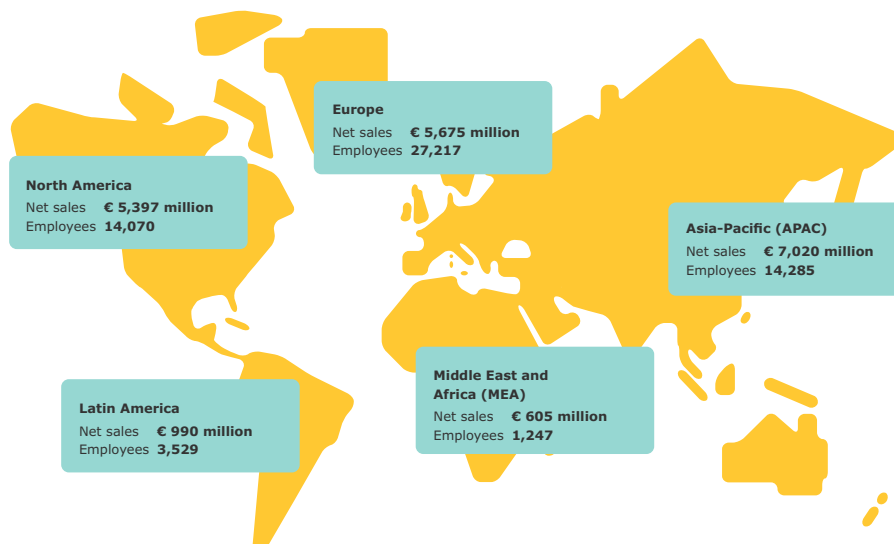 Europe
Net sales € 5,675 million
Employees 27,217
North America
Net sales € 5,397 million
Employees 14,070
Asia-Pacific (APAC)
Net sales € 7,020 million
Employees 14,285
Middle East and
Africa (MEA)
Net sales € 605 million
Employees 1,247
Latin America
Net sales € 990 million
Employees 3,529